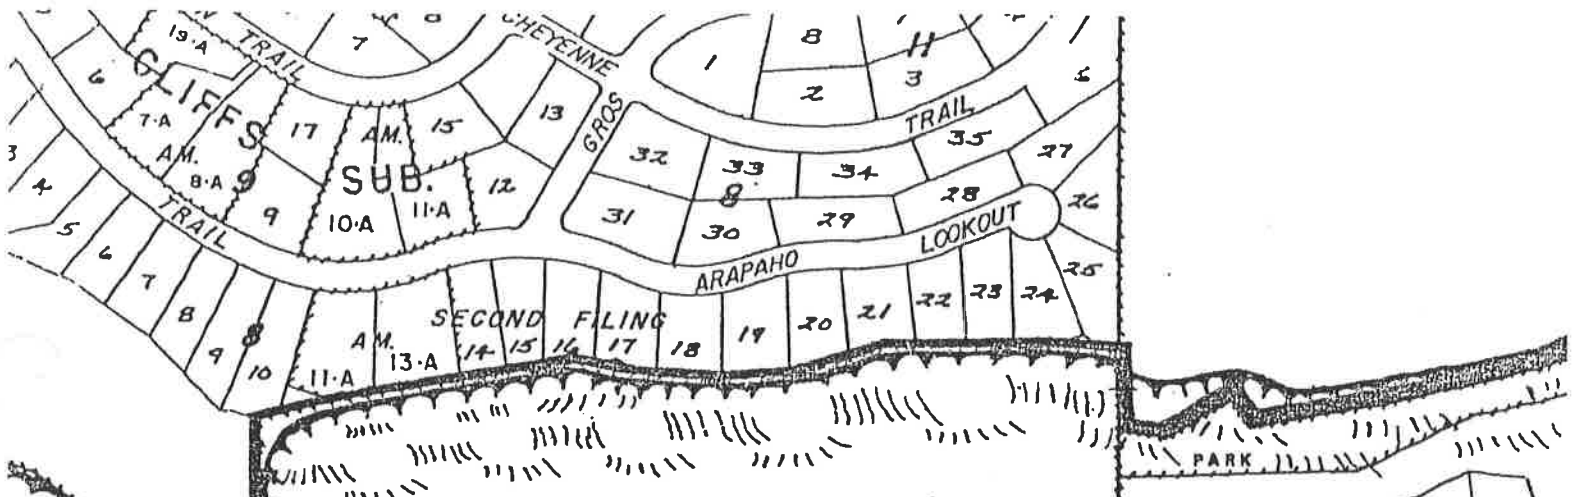 19·A
TRAIL
7
8
CHEYENNE
1
8
11
2
3
6
CLIFFS
7·A
AM.
8·A
9
17
AM.
15
13
GROS
TRAIL
32
33
34
35
27
8
SUB.
12
9
10·A
11·A
31
30
29
28
26
3
4
5
6
7
8
9
10
8
TRAIL
ARAPAHO
LOOKOUT
25
SECOND FILING
AM.
11·A
13·A
14
15
16
17
18
19
20
21
22
23
24
PARK